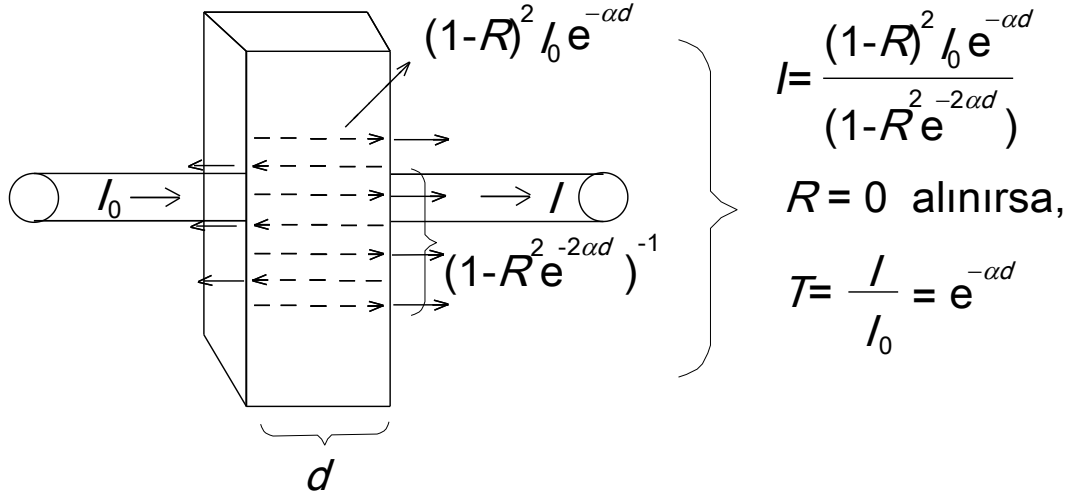 (1-R)² I₀ e^−αd
I₀
I
(1-R² e^-2αd)^-1
d
I= (1-R)² I₀ e^−αd / (1-R² e^−2αd)
R = 0 alınırsa,
T= I / I₀ = e^−αd